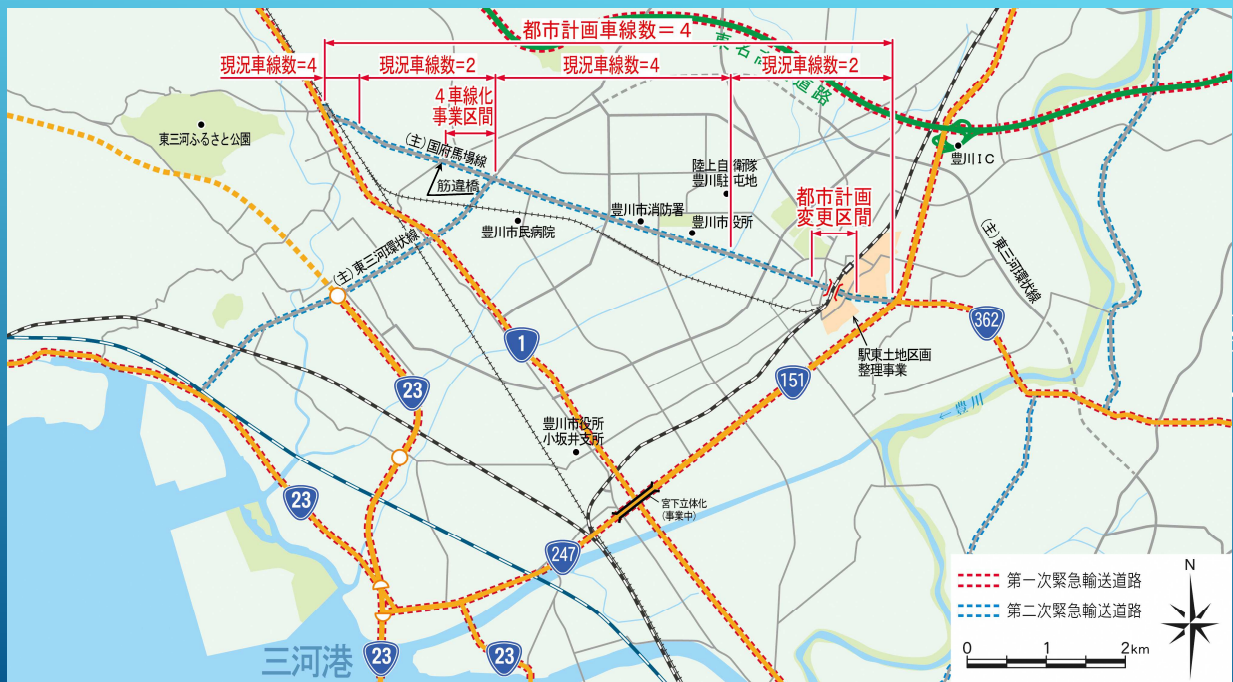 都市計画車線数＝4
東名高速道路
現況車線数=4
現況車線数=2
現況車線数=4
現況車線数=2
4車線化
事業区間
東三河ふるさと公園
(主)国府馬場線
筋違橋
陸上自衛隊
豊川駐屯地
豊川IC
都市計画
変更区間
豊川市消防署
豊川市役所
豊川市民病院
(主)東三河環状線
(主)東三河環状線
362
1
駅東土地区画
整理事業
151
23
←豊川
豊川市役所
小坂井支所
23
宮下立体化
(事業中)
247
三河港
23
23
第一次緊急輸送道路
第二次緊急輸送道路
N
0 1 2km